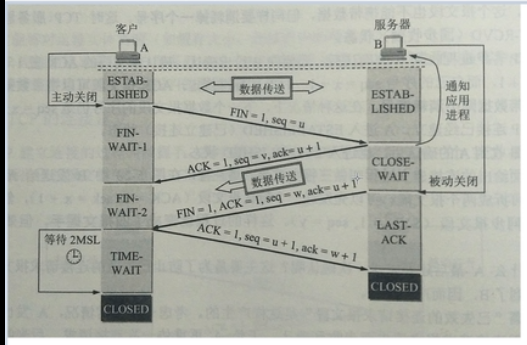 客户
服务器
A
B
ESTAB-
LISHED
数据传送
ESTAB-
LISHED
通知
应用
进程
主动关闭
FIN = 1, seq = u
FIN-
WAIT-1
ACK = 1, seq = v, ack= u + 1
CLOSE-
WAIT
数据传送
被动关闭
FIN-
WAIT-2
FIN = 1, ACK = 1, seq = w, ack= u + 1
等待 2MSL
ACK = 1, seq = u + 1, ack = w + 1
LAST-
ACK
TIME-
WAIT
CLOSED
CLOSED